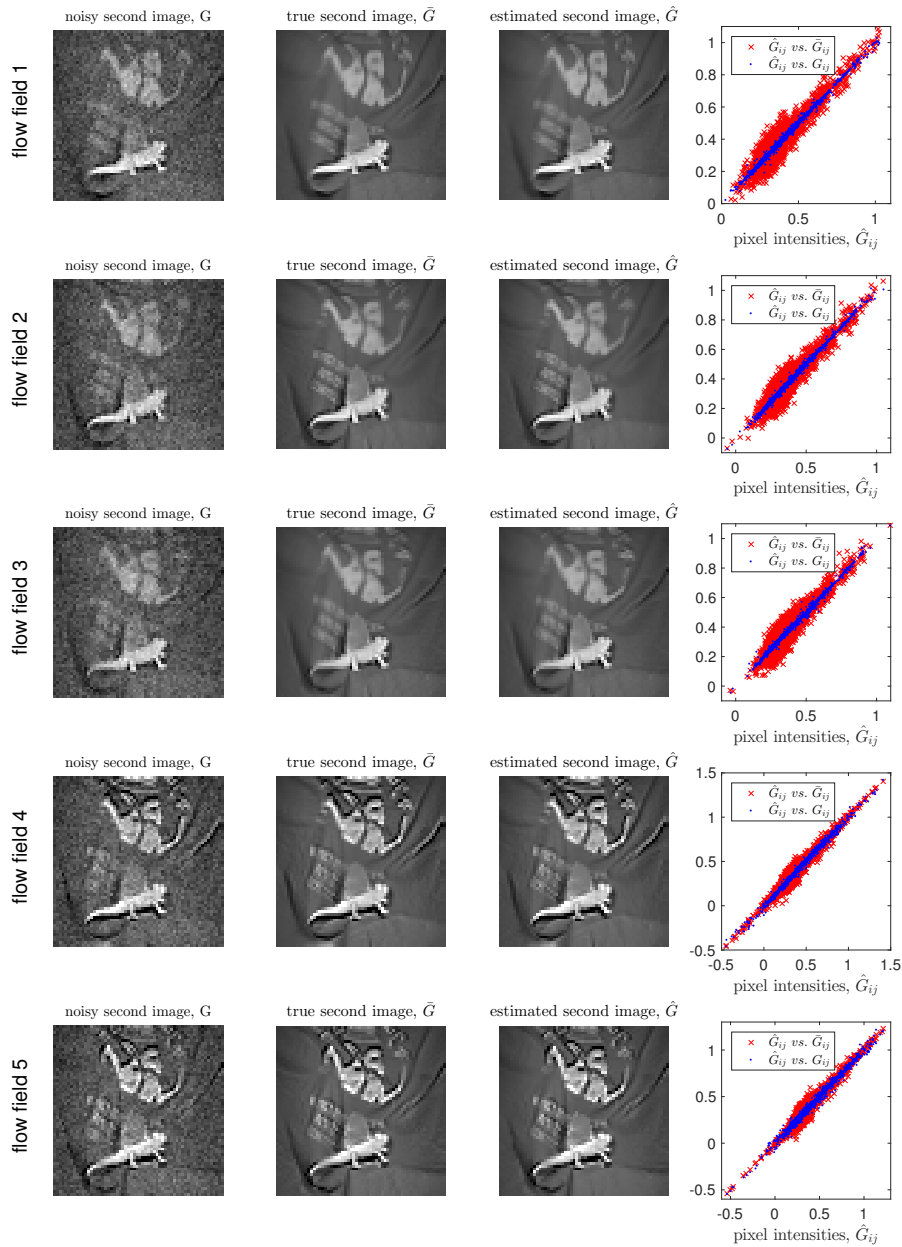 noisy second image, G
true second image, Ḡ
estimated second image, Ĝ
flow field 1
1
0.8
0.6
0.4
0.2
0
Ĝij vs. Ḡij
Ĝij vs. Gij
0 0.5 1
pixel intensities, Ĝij
noisy second image, G
true second image, Ḡ
estimated second image, Ĝ
flow field 2
1
0.8
0.6
0.4
0.2
0
Ĝij vs. Ḡij
Ĝij vs. Gij
0 0.5 1
pixel intensities, Ĝij
noisy second image, G
true second image, Ḡ
estimated second image, Ĝ
flow field 3
1
0.8
0.6
0.4
0.2
0
Ĝij vs. Ḡij
Ĝij vs. Gij
0 0.5 1
pixel intensities, Ĝij
noisy second image, G
true second image, Ḡ
estimated second image, Ĝ
flow field 4
1.5
1
0.5
0
-0.5
Ĝij vs. Ḡij
Ĝij vs. Gij
-0.5 0 0.5 1 1.5
pixel intensities, Ĝij
noisy second image, G
true second image, Ḡ
estimated second image, Ĝ
flow field 5
1
0.5
0
-0.5
Ĝij vs. Ḡij
Ĝij vs. Gij
-0.5 0 0.5 1
pixel intensities, Ĝij